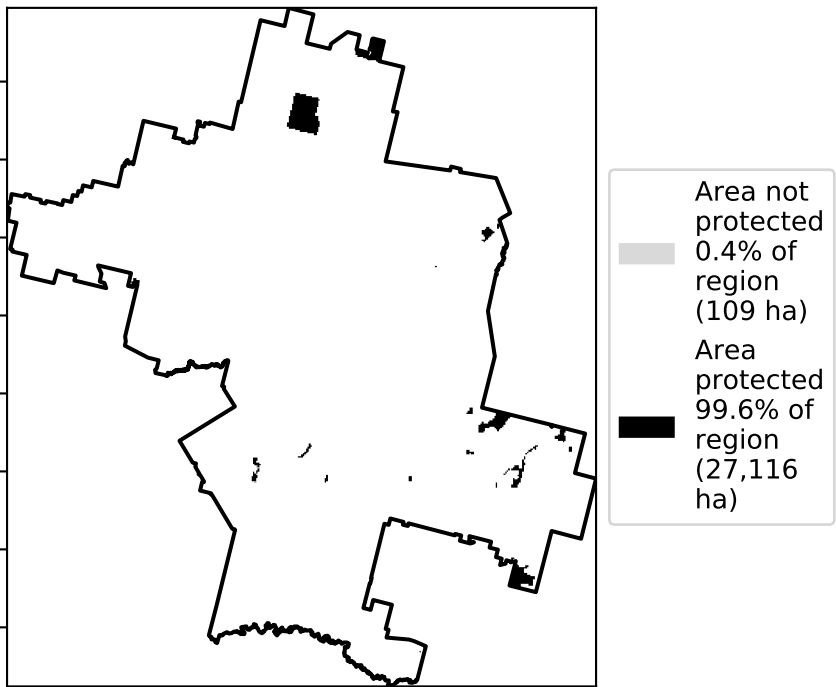 Area not
protected
0.4% of
region
(109 ha)
Area
protected
99.6% of
region
(27,116
ha)